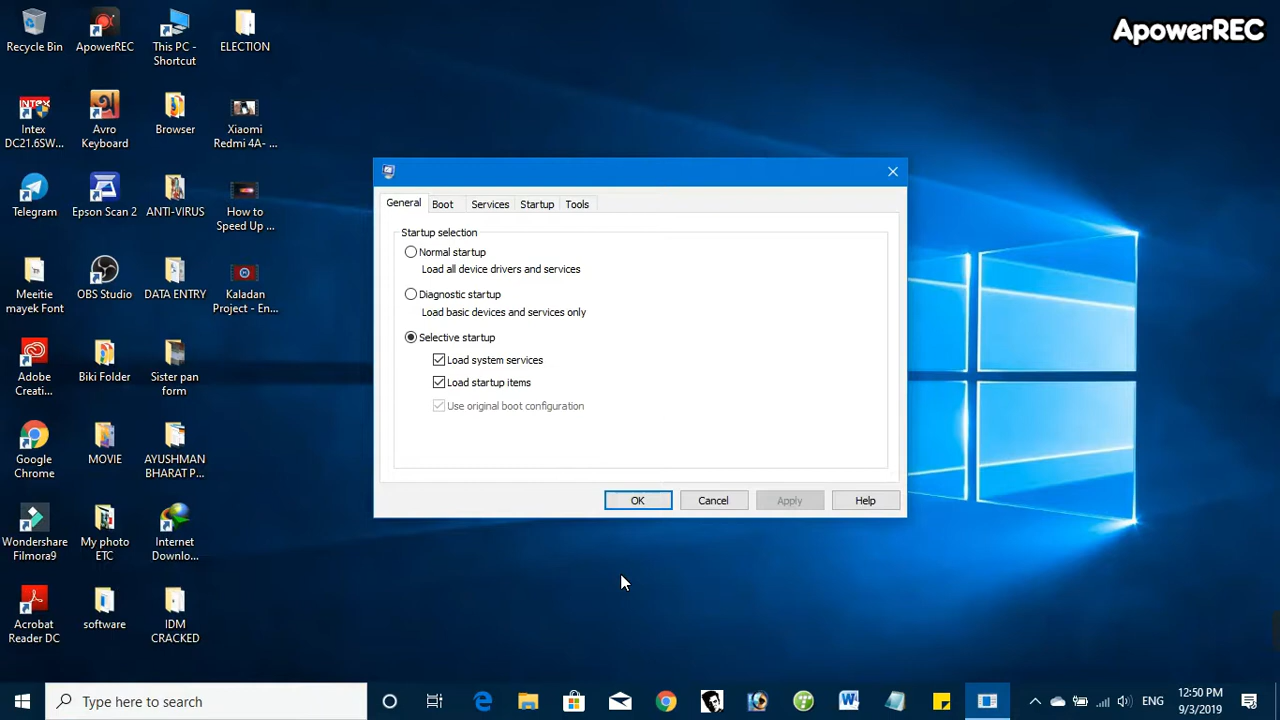 Recycle Bin
ApowerREC
This PC -
Shortcut
ELECTION
ApowerREC
INTEX
Intex
DC21.6SW...
Avro
Keyboard
Browser
Xiaomi
Redmi 4A- ...
Telegram
Epson Scan 2
ANTI-VIRUS
How to
Speed Up ...
Meeitie
mayek Font
OBS Studio
DATA ENTRY
Kaladan
Project - En...
Adobe
Creati...
Biki Folder
Sister pan
form
Google
Chrome
MOVIE
AYUSHMAN
BHARAT P...
Wondershare
Filmora9
My photo
ETC
Internet
Downlo...
Acrobat
Reader DC
software
IDM
CRACKED
General Boot Services Startup Tools
Startup selection
Normal startup
Load all device drivers and services
Diagnostic startup
Load basic devices and services only
Selective startup
Load system services
Load startup items
Use original boot configuration
OK Cancel Apply Help
Type here to search
ENG
12:50 PM
9/3/2019